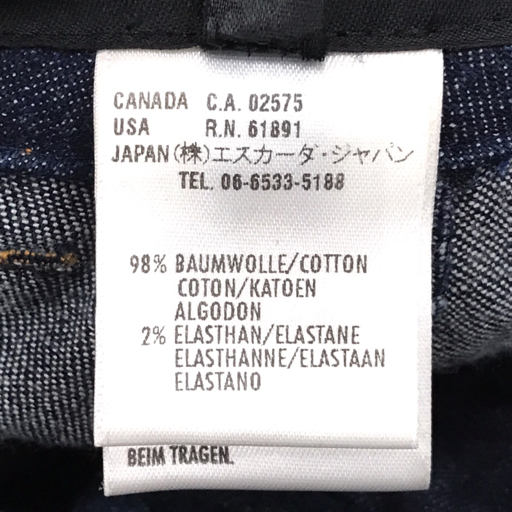 CANADA C.A. 02575
USA R.N. 61891
JAPAN (株)エスカーダ・ジャパン
TEL. 06-6533-5188
98% BAUMWOLLE/COTTON
COTON/KATOEN
ALGODON
2% ELASTHAN/ELASTANE
ELASTHANNE/ELASTAAN
ELASTANO
BEIM TRAGEN.